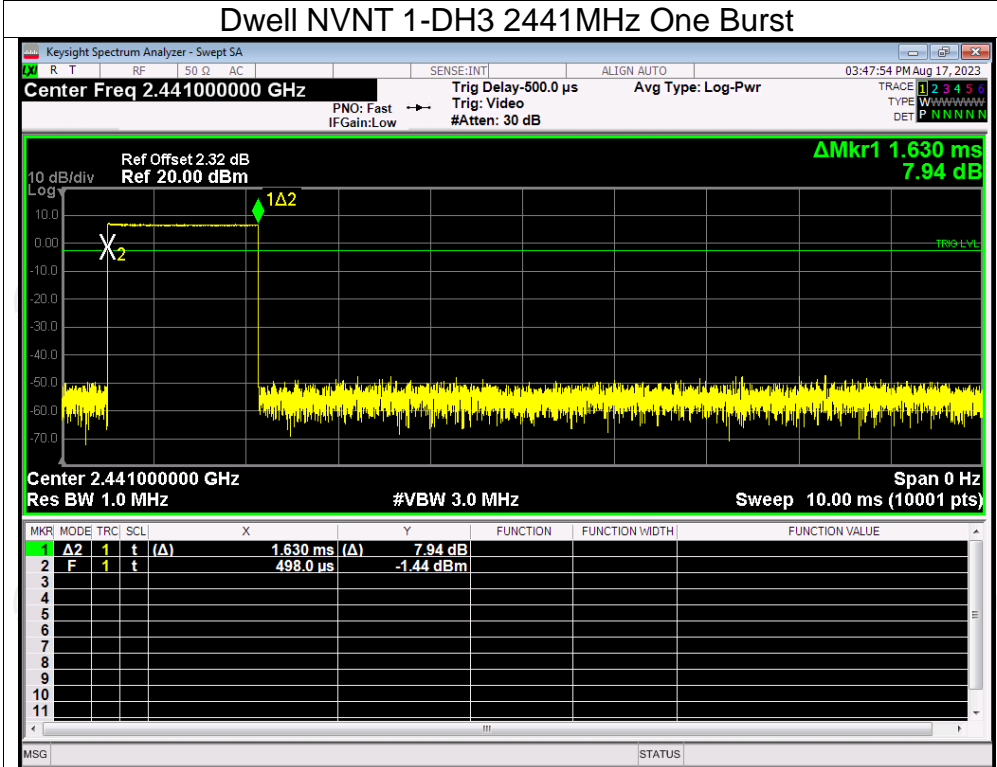 Dwell NVNT 1-DH3 2441MHz One Burst
Keysight Spectrum Analyzer - Swept SA
LXI R T RF 50 Ω AC SENSE:INT ALIGN AUTO 03:47:54 PM Aug 17, 2023
Center Freq 2.441000000 GHz
PNO: Fast
IFGain:Low
Trig Delay-500.0 µs
Trig: Video
#Atten: 30 dB
Avg Type: Log-Pwr
TRACE 1 2 3 4 5 6
TYPE WWWWWW
DET P N N N N N
ΔMkr1 1.630 ms
7.94 dB
Ref Offset 2.32 dB
10 dB/div Ref 20.00 dBm
Log
1Δ2
10.0
0.00
X2
TRIG LVL
-10.0
-20.0
-30.0
-40.0
-50.0
-60.0
-70.0
Center 2.441000000 GHz Span 0 Hz
Res BW 1.0 MHz #VBW 3.0 MHz Sweep 10.00 ms (10001 pts)
MKR MODE TRC SCL X Y FUNCTION FUNCTION WIDTH FUNCTION VALUE
1 Δ2 1 t (Δ) 1.630 ms (Δ) 7.94 dB
2 F 1 t 498.0 µs -1.44 dBm
3
4
5
6
7
8
9
10
11
MSG STATUS